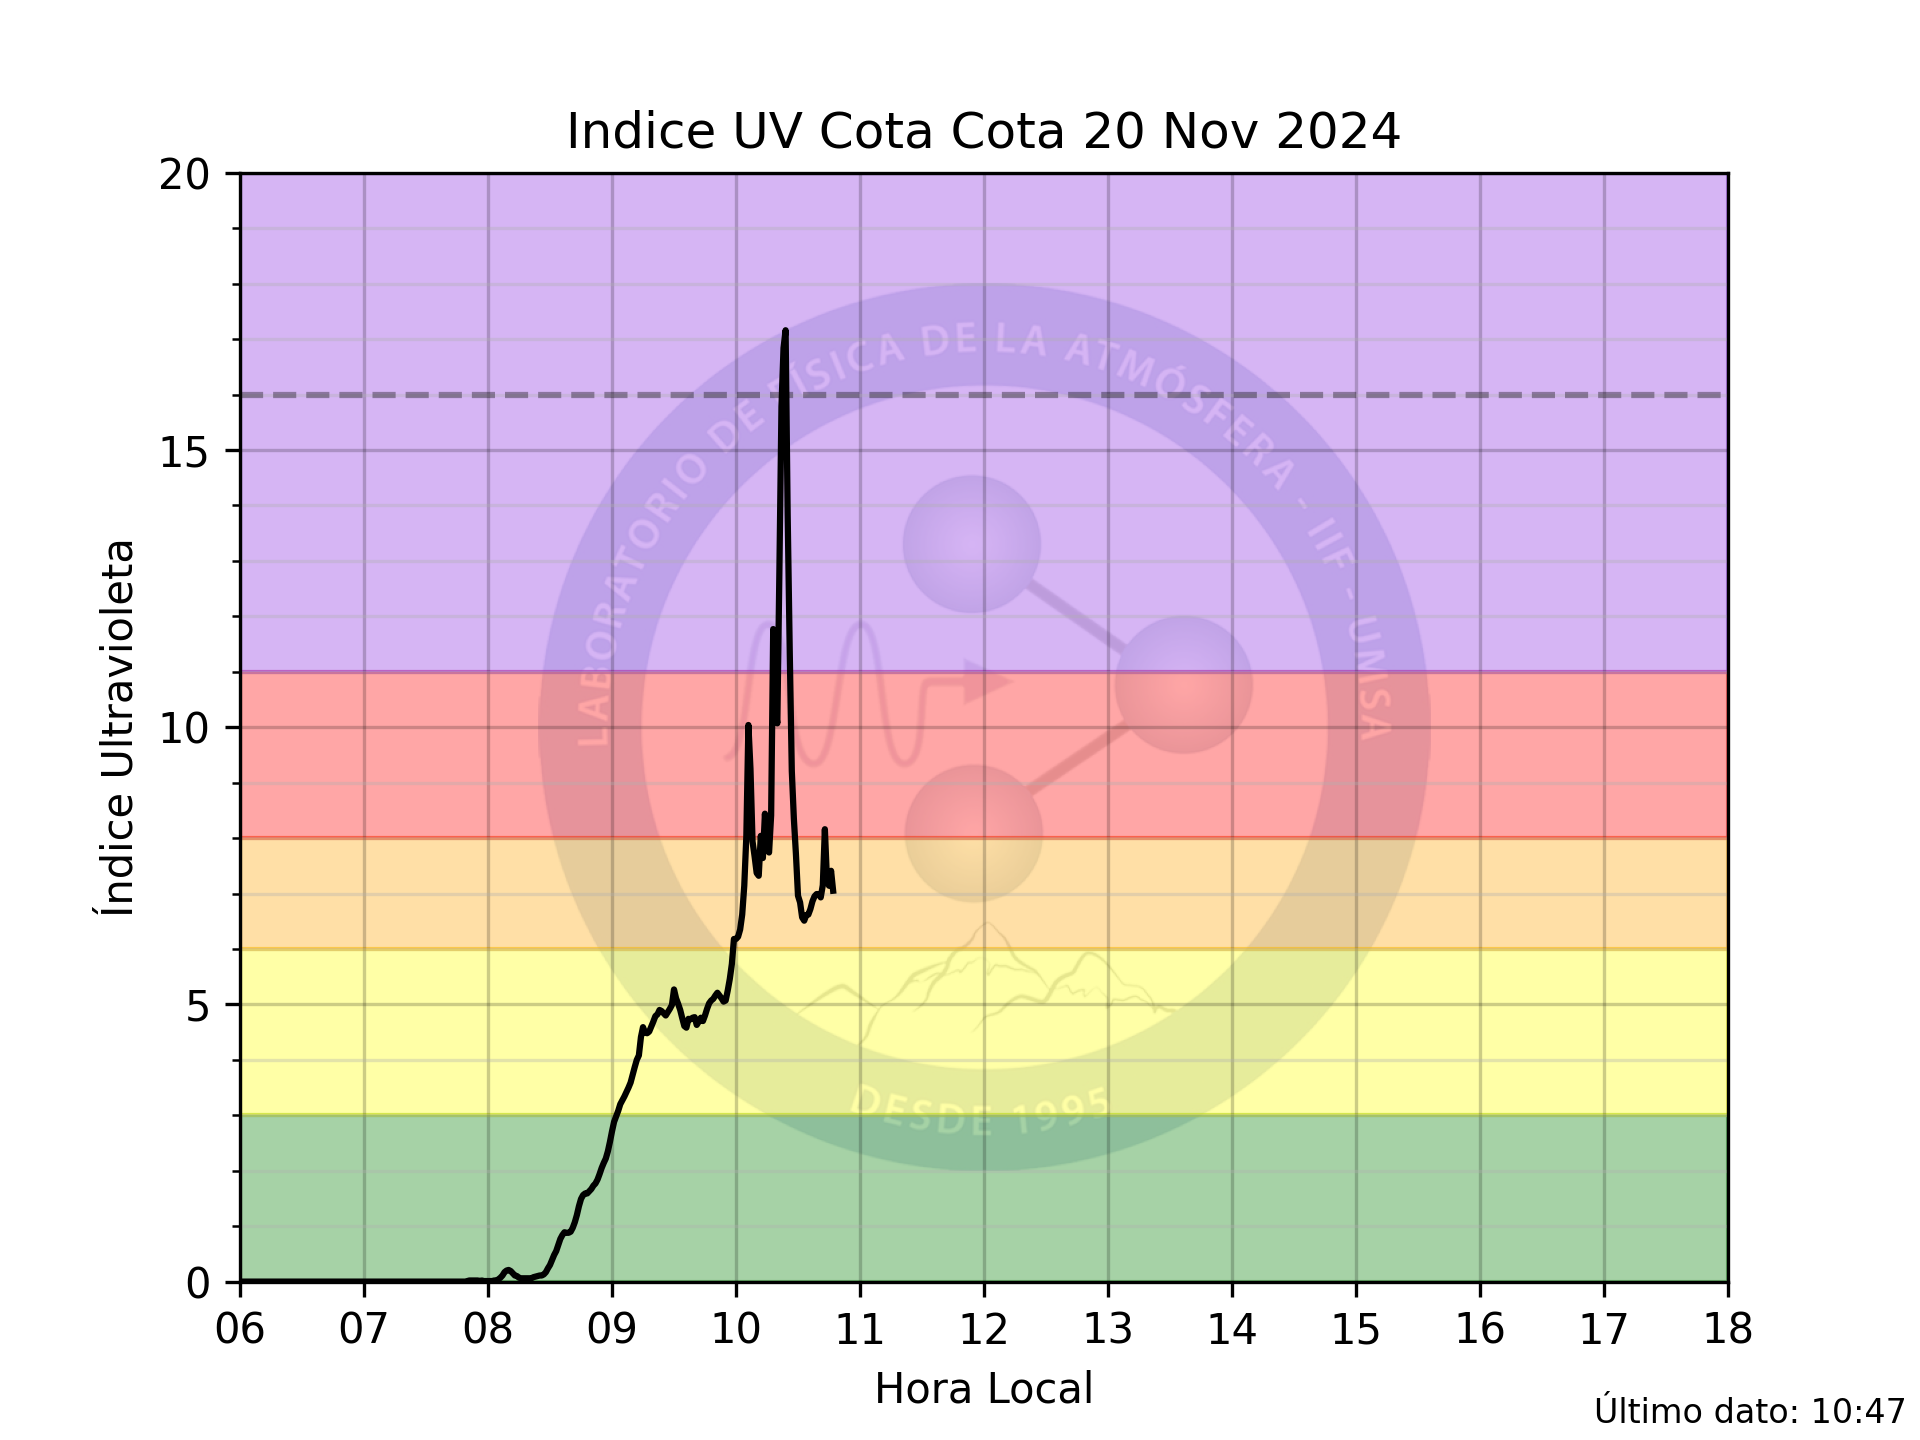 Indice UV Cota Cota 20 Nov 2024
20
15
10
5
0
Índice Ultravioleta
LABORATORIO DE FÍSICA DE LA ATMÓSFERA - IIF - UMSA
DESDE 1995
06 07 08 09 10 11 12 13 14 15 16 17 18
Hora Local
Último dato: 10:47